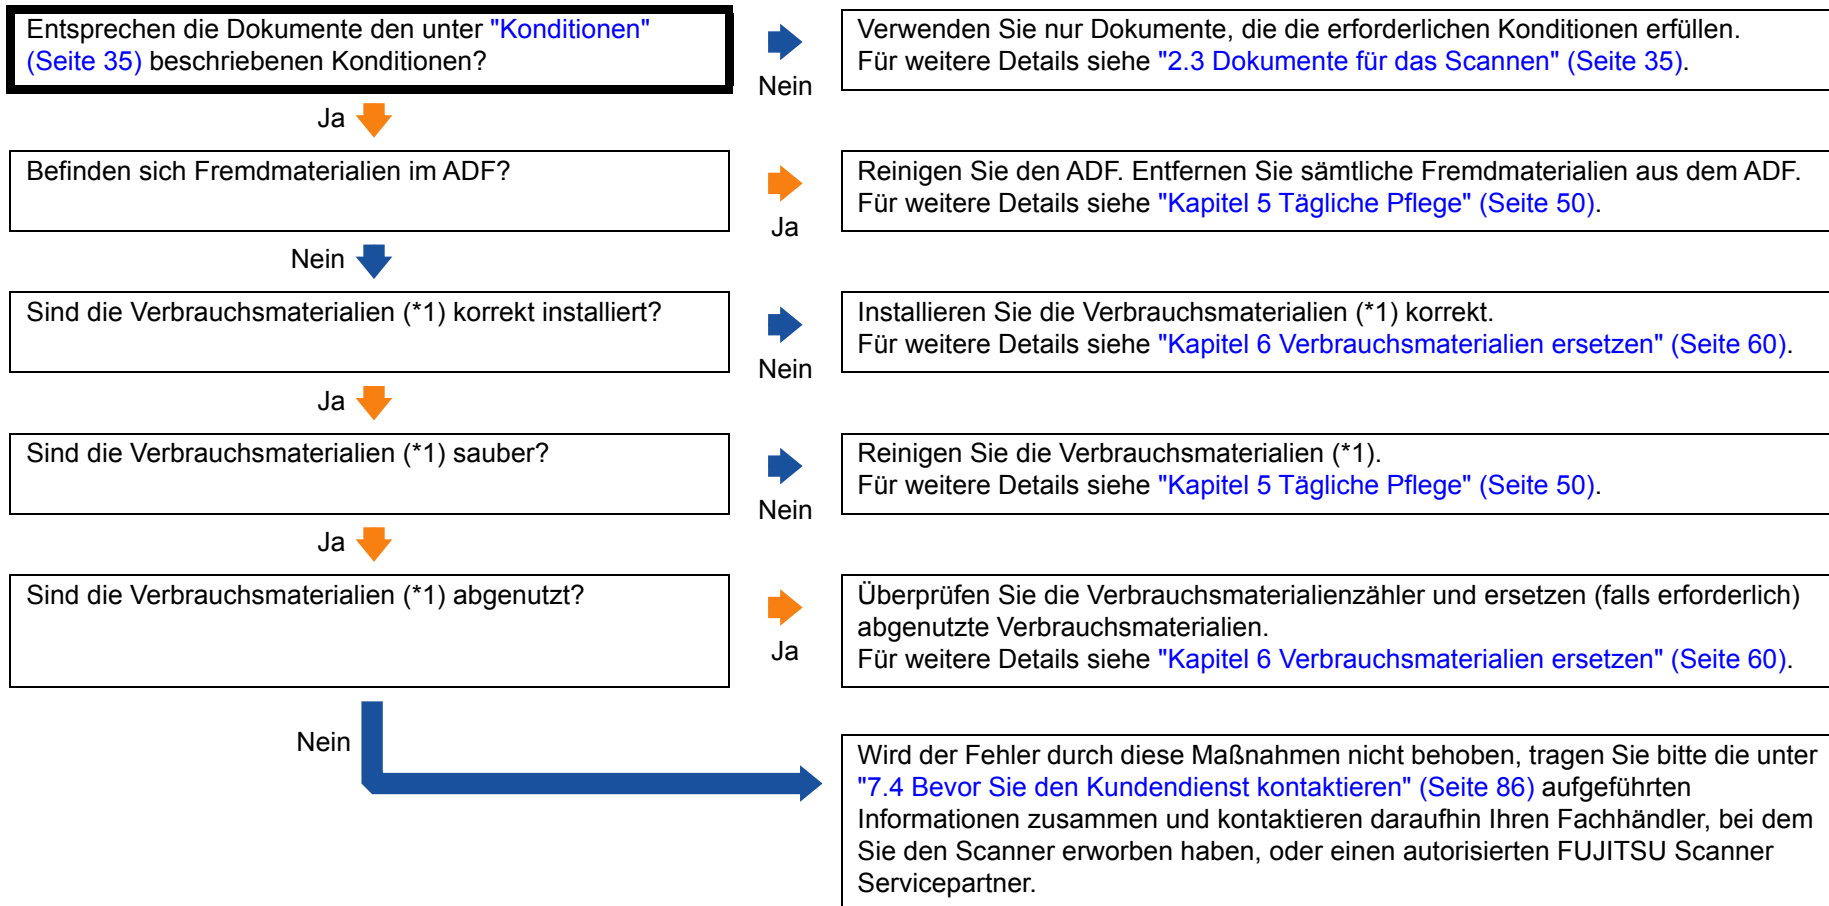 Entsprechen die Dokumente den unter "Konditionen"
(Seite 35) beschriebenen Konditionen?
Nein
Verwenden Sie nur Dokumente, die die erforderlichen Konditionen erfüllen.
Für weitere Details siehe "2.3 Dokumente für das Scannen" (Seite 35).
Ja
Befinden sich Fremdmaterialien im ADF?
Ja
Reinigen Sie den ADF. Entfernen Sie sämtliche Fremdmaterialien aus dem ADF.
Für weitere Details siehe "Kapitel 5 Tägliche Pflege" (Seite 50).
Nein
Sind die Verbrauchsmaterialien (*1) korrekt installiert?
Nein
Installieren Sie die Verbrauchsmaterialien (*1) korrekt.
Für weitere Details siehe "Kapitel 6 Verbrauchsmaterialien ersetzen" (Seite 60).
Ja
Sind die Verbrauchsmaterialien (*1) sauber?
Nein
Reinigen Sie die Verbrauchsmaterialien (*1).
Für weitere Details siehe "Kapitel 5 Tägliche Pflege" (Seite 50).
Ja
Sind die Verbrauchsmaterialien (*1) abgenutzt?
Ja
Überprüfen Sie die Verbrauchsmaterialienzähler und ersetzen (falls erforderlich)
abgenutzte Verbrauchsmaterialien.
Für weitere Details siehe "Kapitel 6 Verbrauchsmaterialien ersetzen" (Seite 60).
Nein
Wird der Fehler durch diese Maßnahmen nicht behoben, tragen Sie bitte die unter
"7.4 Bevor Sie den Kundendienst kontaktieren" (Seite 86) aufgeführten
Informationen zusammen und kontaktieren daraufhin Ihren Fachhändler, bei dem
Sie den Scanner erworben haben, oder einen autorisierten FUJITSU Scanner
Servicepartner.